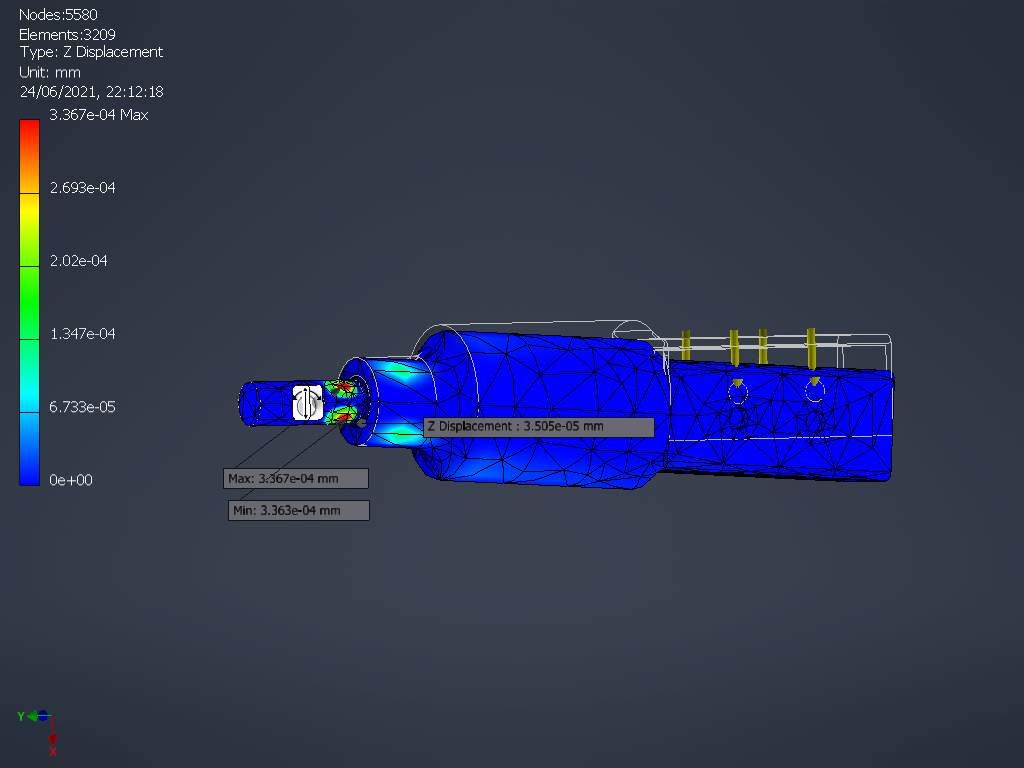 Nodes:5580
Elements:3209
Type: Z Displacement
Unit: mm
24/06/2021, 22:12:18
3.367e-04 Max
2.693e-04
2.02e-04
1.347e-04
6.733e-05
0e+00
Z Displacement : 3.505e-05 mm
Max: 3.367e-04 mm
Min: 3.363e-04 mm
Y
X